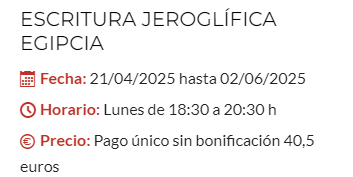 ESCRITURA JEROGLÍFICA
EGIPCIA
Fecha: 21/04/2025 hasta 02/06/2025
Horario: Lunes de 18:30 a 20:30 h
Precio: Pago único sin bonificación 40,5
euros